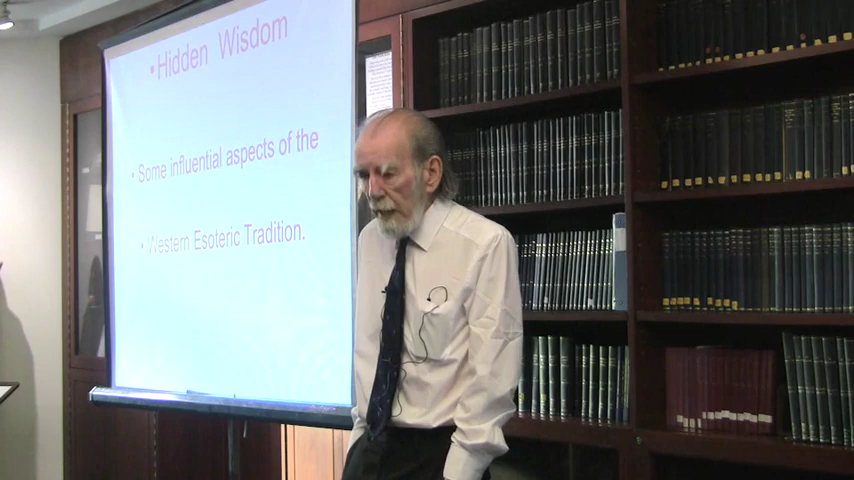 •Hidden Wisdom
• Some influential aspects of the
• Western Esoteric Tradition.